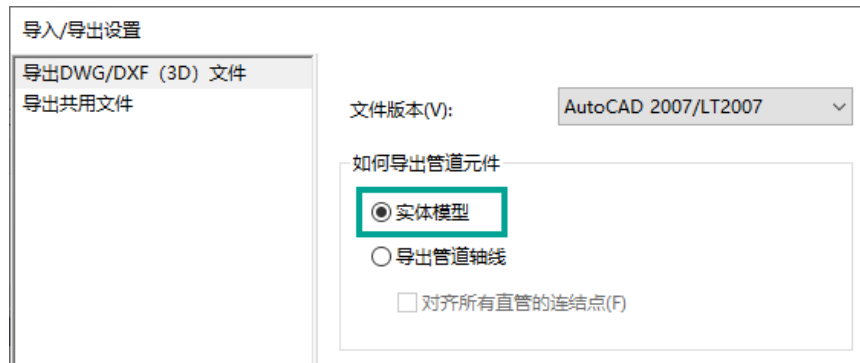 导入/导出设置
导出DWG/DXF（3D）文件
导出共用文件
文件版本(V):
AutoCAD 2007/LT2007
如何导出管道元件
实体模型
导出管道轴线
对齐所有直管的连结点(F)